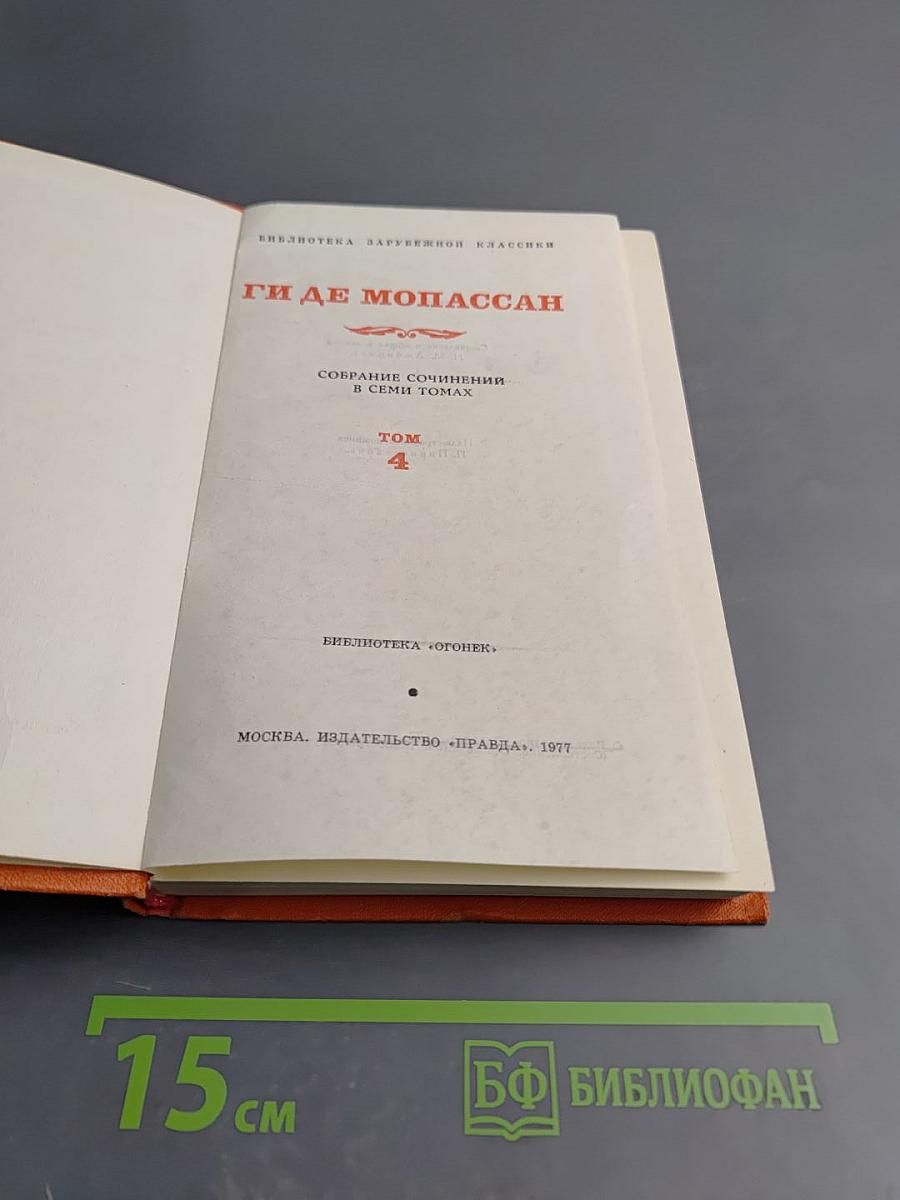 БИБЛИОТЕКА ЗАРУБЕЖНОЙ КЛАССИКИ
ГИ ДЕ МОПАССАН
СОБРАНИЕ СОЧИНЕНИЙ
В СЕМИ ТОМАХ
ТОМ
4
БИБЛИОТЕКА «ОГОНЕК»
МОСКВА. ИЗДАТЕЛЬСТВО «ПРАВДА». 1977
15 см
БФ БИБЛИОФАН